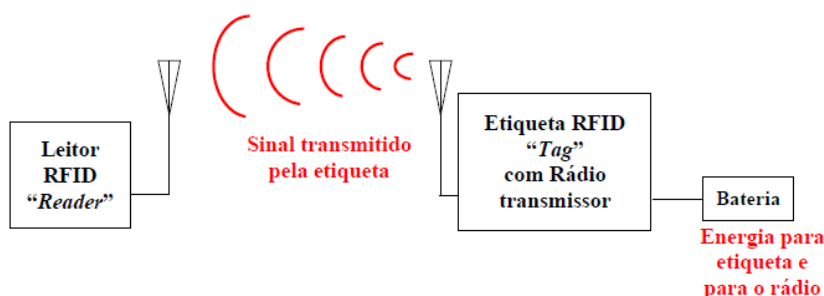 Leitor
RFID
“Reader”
Sinal transmitido
pela etiqueta
Etiqueta RFID
“Tag”
com Rádio
transmissor
Bateria
Energia para
etiqueta e
para o rádio